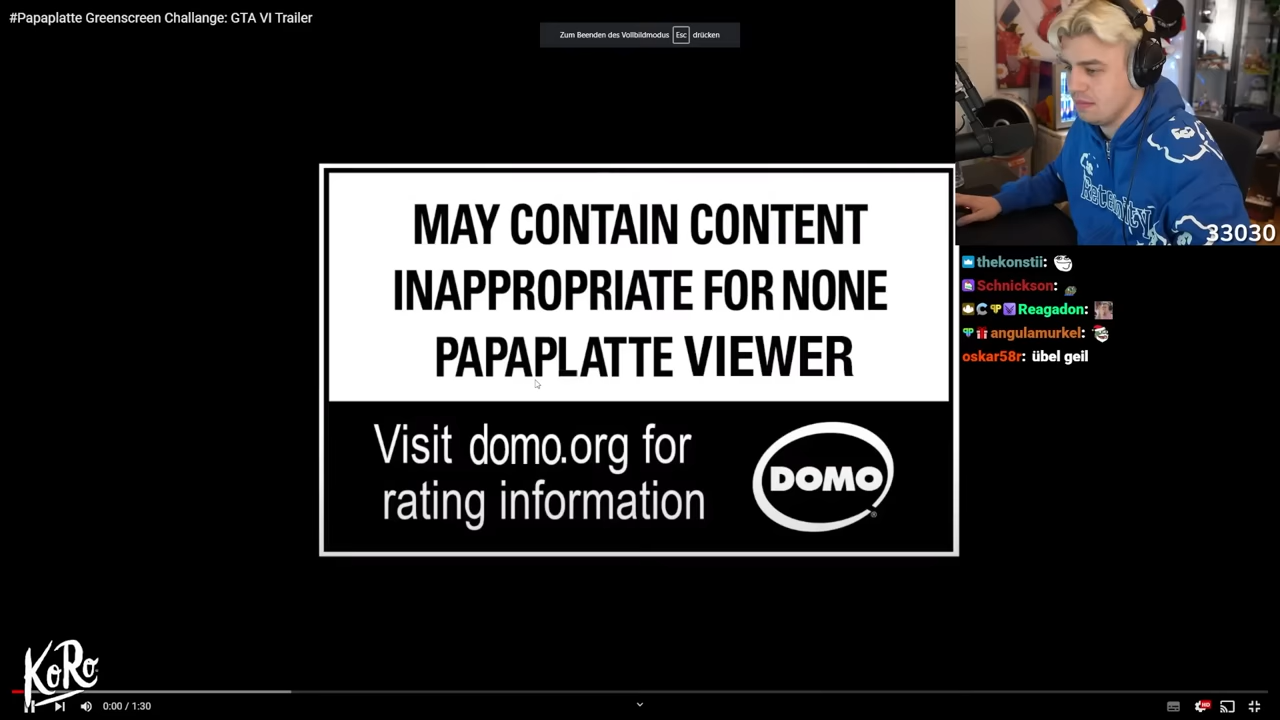 #Papaplatte Greenscreen Challange: GTA VI Trailer
Zum Beenden des Vollbildmodus Esc drücken
MAY CONTAIN CONTENT
INAPPROPRIATE FOR NONE
PAPAPLATTE VIEWER
Visit domo.org for
rating information
DOMO
®
33030
thekonstii:
Schnickson:
Reagadon:
angulamurkel:
oskar58r: übel geil
KoRo
0:00 / 1:30
HD